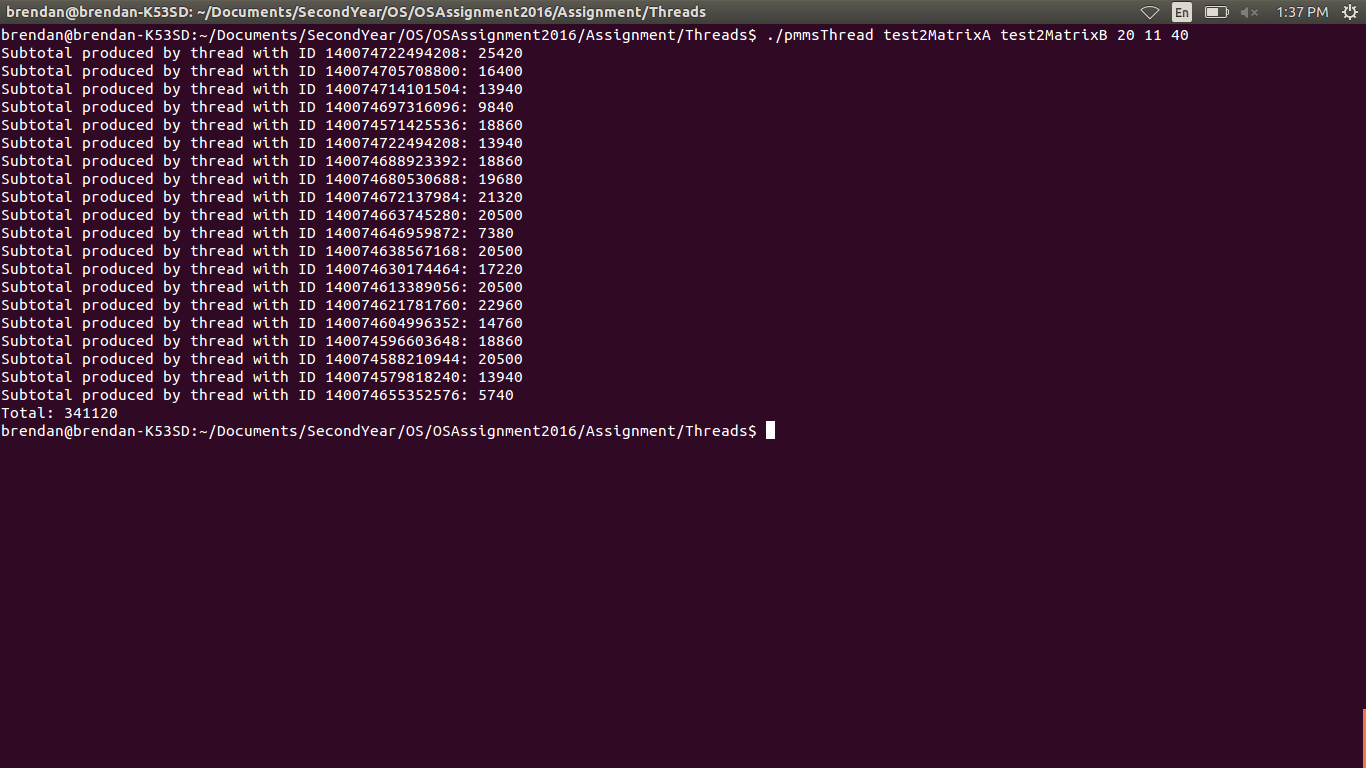 brendan@brendan-K53SD: ~/Documents/SecondYear/OS/OSAssignment2016/Assignment/Threads En 1:37 PM
brendan@brendan-K53SD:~/Documents/SecondYear/OS/OSAssignment2016/Assignment/Threads$ ./pmmsThread test2MatrixA test2MatrixB 20 11 40
Subtotal produced by thread with ID 140074722494208: 25420
Subtotal produced by thread with ID 140074705708800: 16400
Subtotal produced by thread with ID 140074714101504: 13940
Subtotal produced by thread with ID 140074697316096: 9840
Subtotal produced by thread with ID 140074571425536: 18860
Subtotal produced by thread with ID 140074722494208: 13940
Subtotal produced by thread with ID 140074688923392: 18860
Subtotal produced by thread with ID 140074680530688: 19680
Subtotal produced by thread with ID 140074672137984: 21320
Subtotal produced by thread with ID 140074663745280: 20500
Subtotal produced by thread with ID 140074646959872: 7380
Subtotal produced by thread with ID 140074638567168: 20500
Subtotal produced by thread with ID 140074630174464: 17220
Subtotal produced by thread with ID 140074613389056: 20500
Subtotal produced by thread with ID 140074621781760: 22960
Subtotal produced by thread with ID 140074604996352: 14760
Subtotal produced by thread with ID 140074596603648: 18860
Subtotal produced by thread with ID 140074588210944: 20500
Subtotal produced by thread with ID 140074579818240: 13940
Subtotal produced by thread with ID 140074655352576: 5740
Total: 341120
brendan@brendan-K53SD:~/Documents/SecondYear/OS/OSAssignment2016/Assignment/Threads$